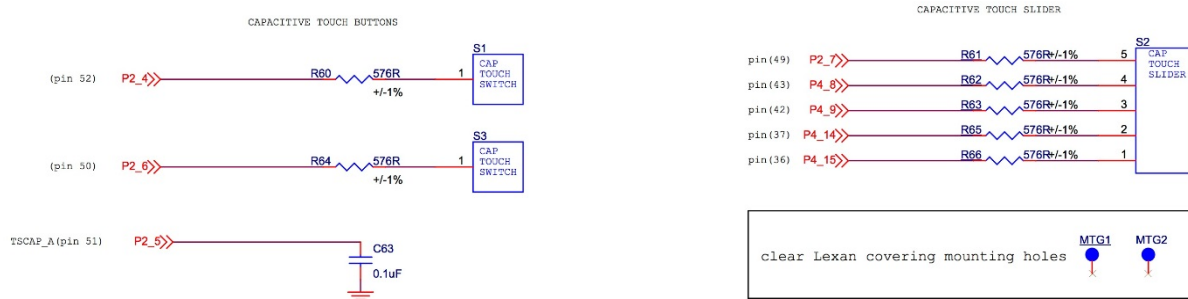 CAPACITIVE TOUCH BUTTONS
S1
(pin 52) P2_4 R60 576R 1 CAP TOUCH SWITCH
+/-1%
S3
(pin 50) P2_6 R64 576R 1 CAP TOUCH SWITCH
+/-1%
TSCAP_A(pin 51) P2_5
C63
0.1uF
CAPACITIVE TOUCH SLIDER
S2
pin(49) P2_7 R61 576R+/-1% 5 CAP
pin(43) P4_8 R62 576R+/-1% 4 TOUCH SLIDER
pin(42) P4_9 R63 576R+/-1% 3
pin(37) P4_14 R65 576R+/-1% 2
pin(36) P4_15 R66 576R+/-1% 1
MTG1 MTG2
clear Lexan covering mounting holes